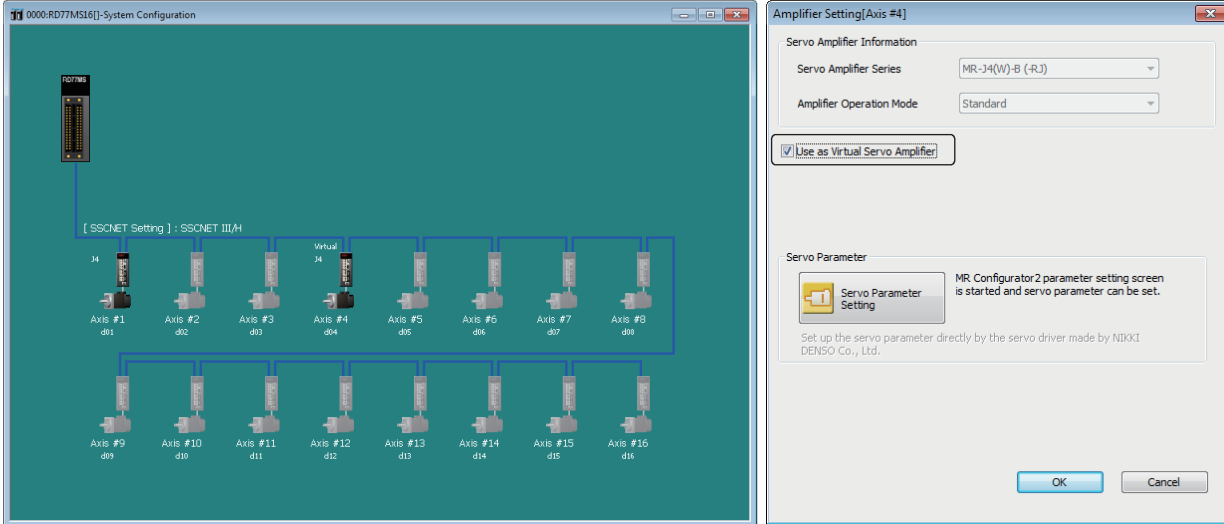 0000:RD77MS16[]-System Configuration
RD77MS
[ SSCNET Setting ] : SSCNET III/H
Virtual
J4
J4
Axis #1
Axis #2
Axis #3
Axis #4
Axis #5
Axis #6
Axis #7
Axis #8
d01
d02
d03
d04
d05
d06
d07
d08
Axis #9
Axis #10
Axis #11
Axis #12
Axis #13
Axis #14
Axis #15
Axis #16
d09
d10
d11
d12
d13
d14
d15
d16
Amplifier Setting[Axis #4]
Servo Amplifier Information
Servo Amplifier Series
MR-J4(W)-B (-RJ)
Amplifier Operation Mode
Standard
Use as Virtual Servo Amplifier
Servo Parameter
Servo Parameter
Setting
MR Configurator2 parameter setting screen
is started and servo parameter can be set.
Set up the servo parameter directly by the servo driver made by NIKKI
DENSO Co., Ltd.
OK
Cancel